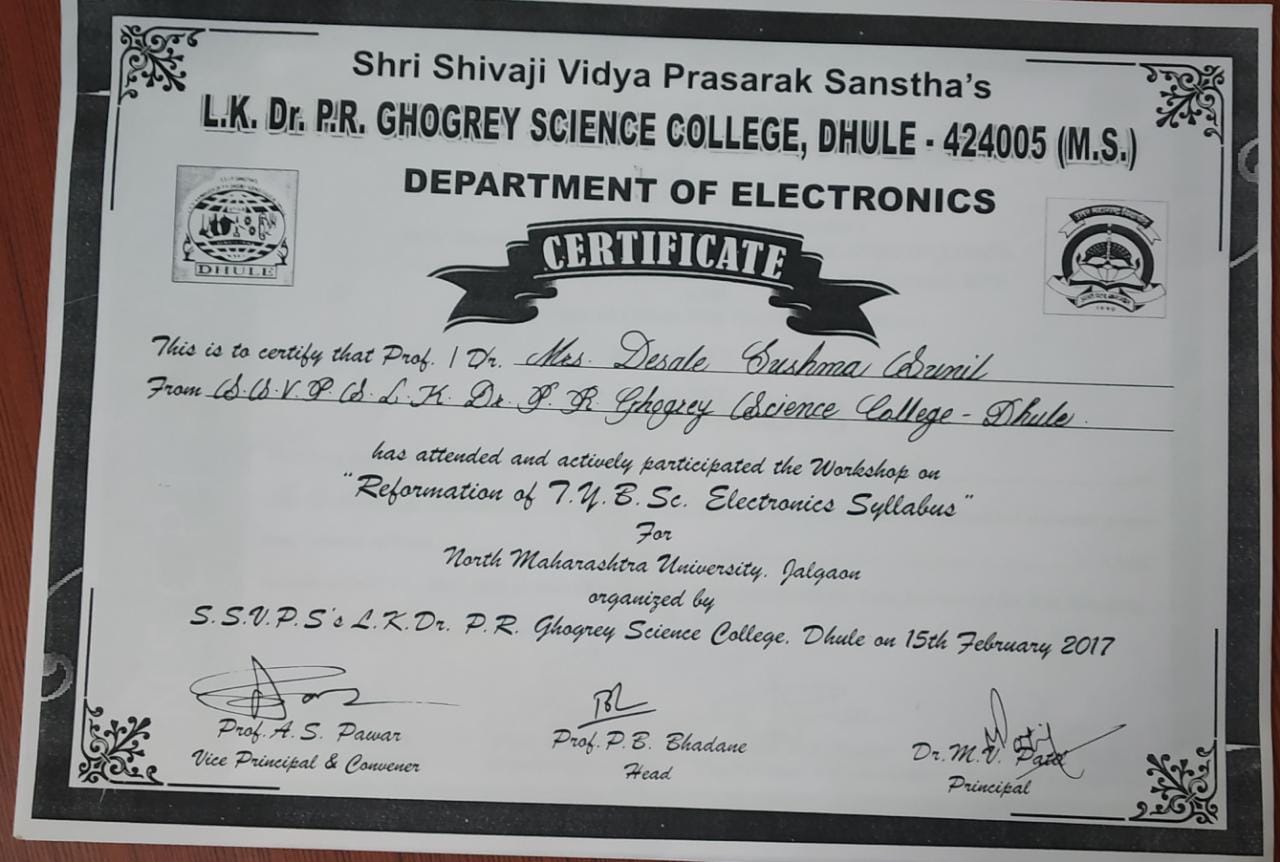 Shri Shivaji Vidya Prasarak Sanstha's
L.K. Dr. P.R. GHOGREY SCIENCE COLLEGE, DHULE - 424005 (M.S.)
DEPARTMENT OF ELECTRONICS
DHULE
CERTIFICATE
1990
This is to certify that Prof. / Dr. Mrs. Desale Sushma Sunil
From S.S.V.P.S.L.K. Dr. P. R Ghogrey Science College - Dhule.
has attended and actively participated the Workshop on
"Reformation of T.Y.B.Sc. Electronics Syllabus"
For
North Maharashtra University, Jalgaon
organized by
S.S.V.P.S's L.K.Dr. P.R. Ghogrey Science College, Dhule on 15th February 2017
Prof. A. S. Pawar
Vice Principal & Convener
Prof. P.B. Bhadane
Head
Dr. M.V. Patil
Principal